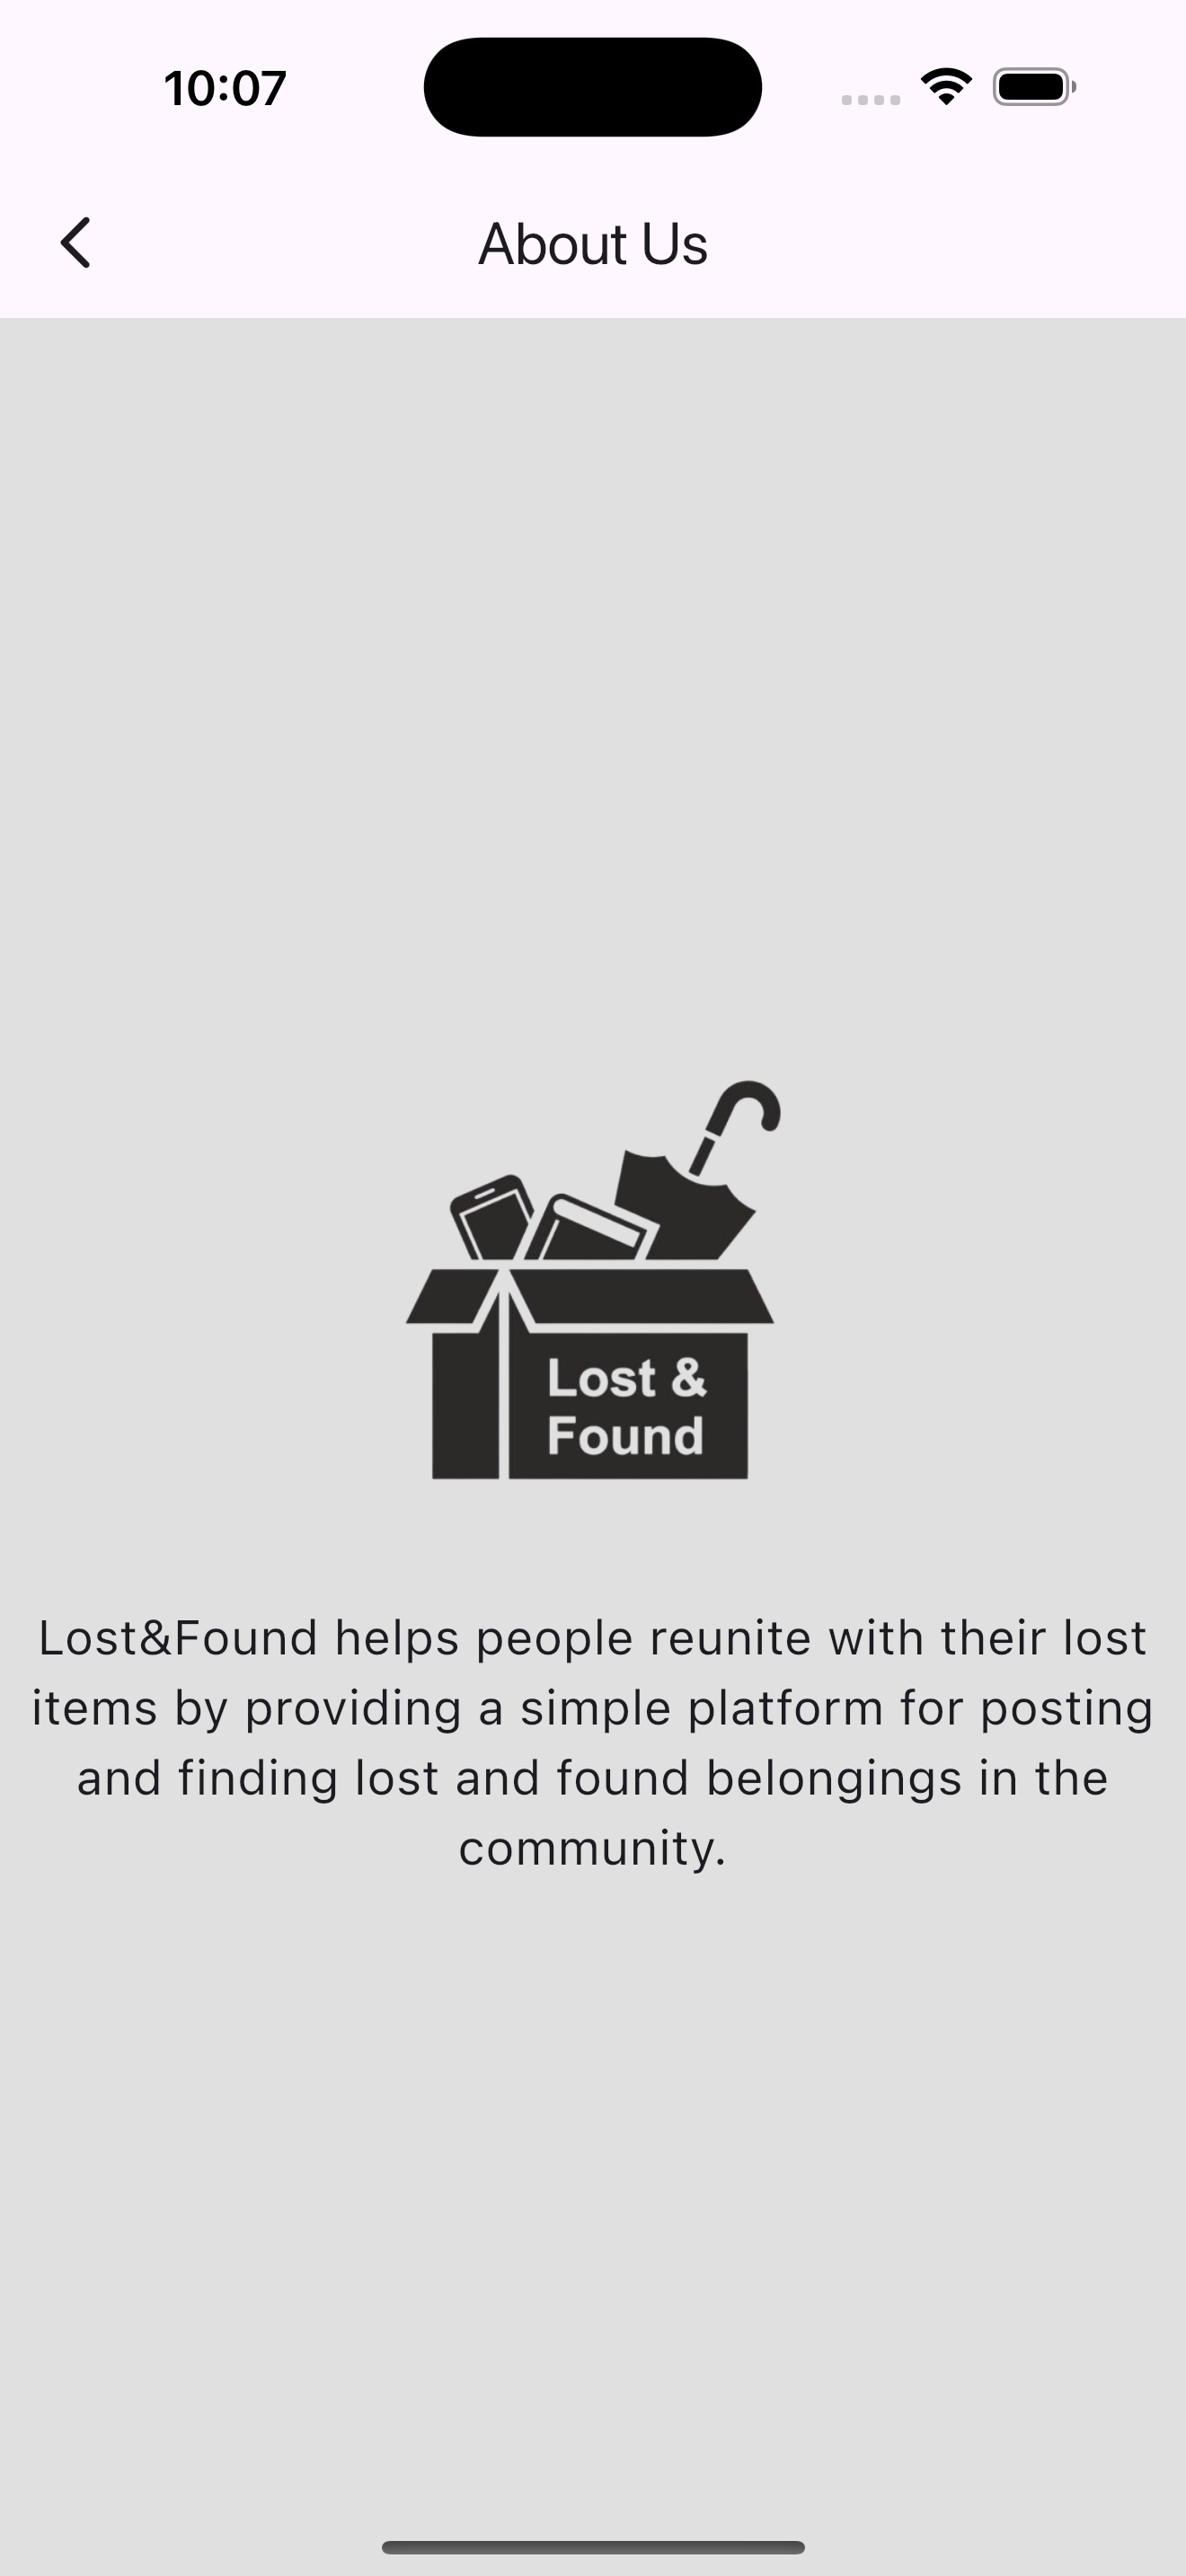 10:07
About Us
Lost &
Found
Lost&Found helps people reunite with their lost
items by providing a simple platform for posting
and finding lost and found belongings in the
community.